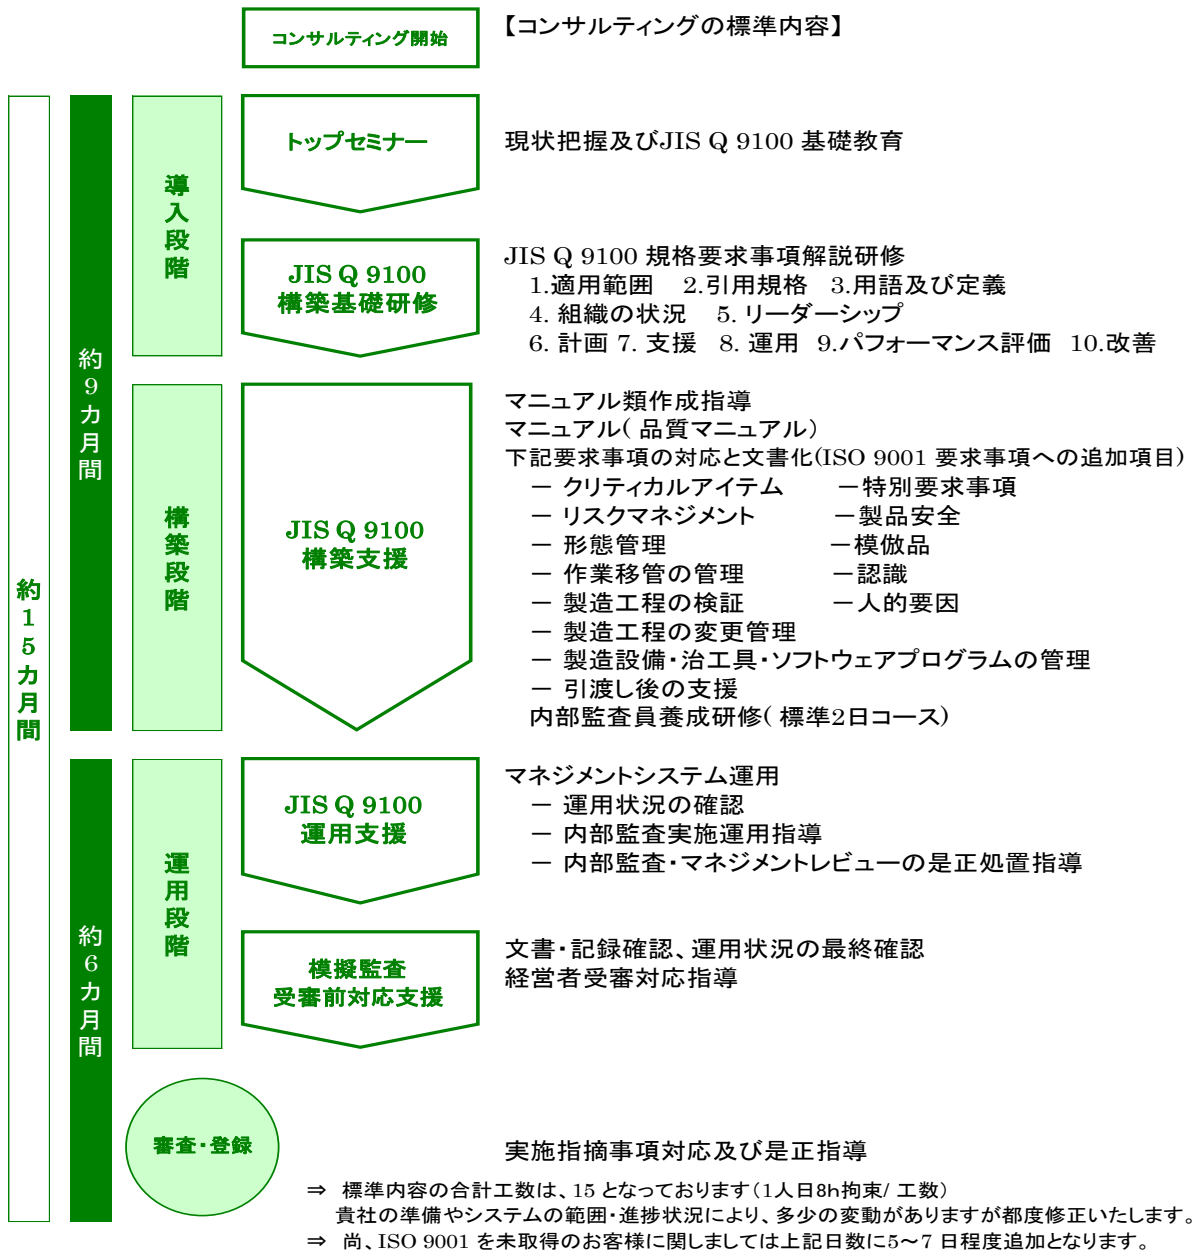 コンサルティング開始
【コンサルティングの標準内容】
約15カ月間
約9カ月間
導入段階
トップセミナー
現状把握及びJIS Q 9100 基礎教育
JIS Q 9100
構築基礎研修
JIS Q 9100 規格要求事項解説研修
1.適用範囲 2.引用規格 3.用語及び定義
4. 組織の状況 5. リーダーシップ
6. 計画 7. 支援 8. 運用 9.パフォーマンス評価 10.改善
構築段階
JIS Q 9100
構築支援
マニュアル類作成指導
マニュアル( 品質マニュアル)
下記要求事項の対応と文書化(ISO 9001 要求事項への追加項目)
－ クリティカルアイテム －特別要求事項
－ リスクマネジメント －製品安全
－ 形態管理 －模倣品
－ 作業移管の管理 －認識
－ 製造工程の検証 －人的要因
－ 製造工程の変更管理
－ 製造設備・治工具・ソフトウェアプログラムの管理
－ 引渡し後の支援
内部監査員養成研修( 標準2日コース)
約6カ月間
運用段階
JIS Q 9100
運用支援
マネジメントシステム運用
－ 運用状況の確認
－ 内部監査実施運用指導
－ 内部監査・マネジメントレビューの是正処置指導
模擬監査
受審前対応支援
文書・記録確認、運用状況の最終確認
経営者受審対応指導
審査・登録
実施指摘事項対応及び是正指導
⇒ 標準内容の合計工数は、15 となっております（1人日8h拘束/ 工数）
貴社の準備やシステムの範囲・進捗状況により、多少の変動がありますが都度修正いたします。
⇒ 尚、ISO 9001 を未取得のお客様に関しましては上記日数に5～7 日程度追加となります。